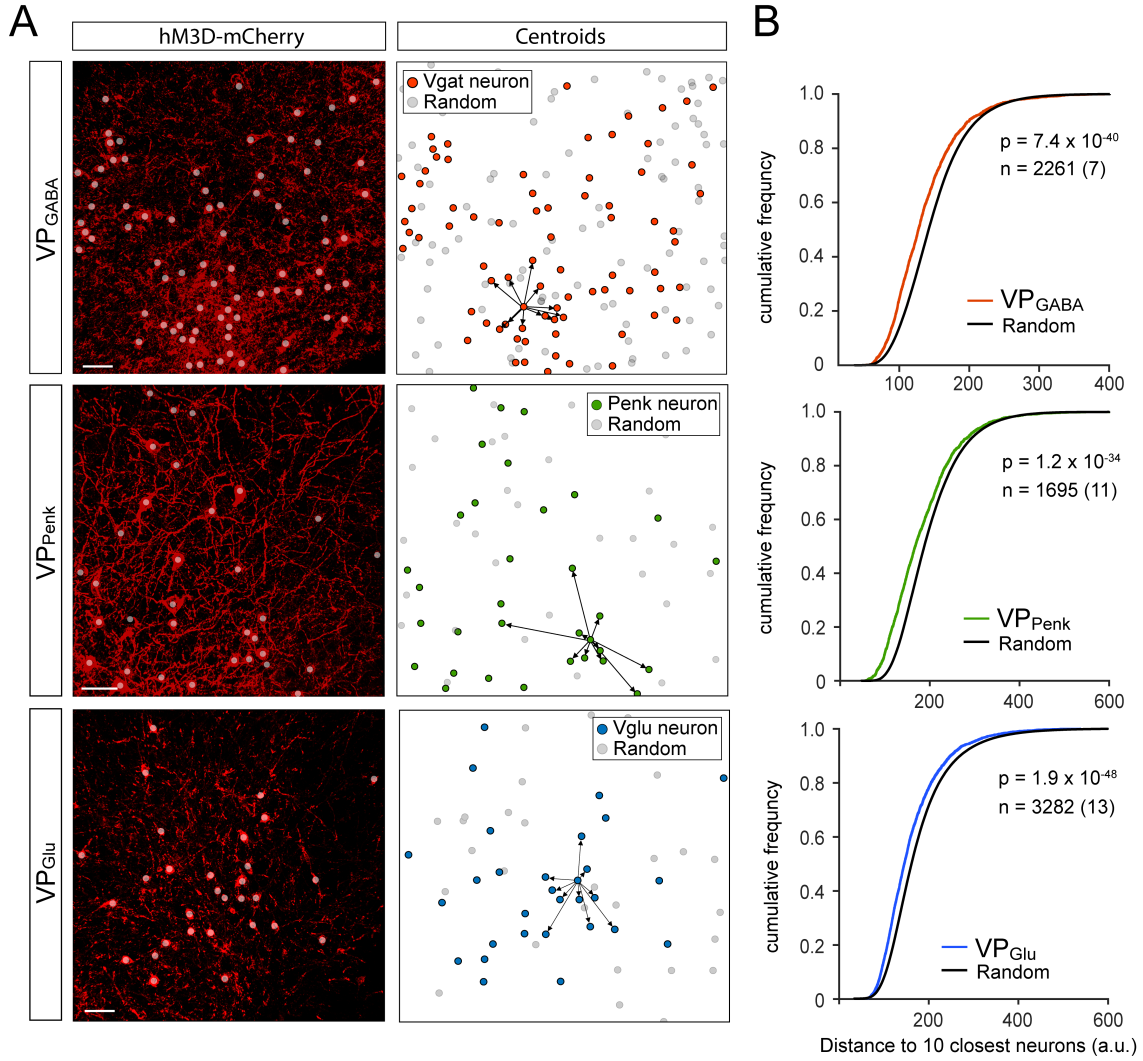 A
hM3D-mCherry
Centroids
B
VPGABA
Vgat neuron
Random
cumulative frequncy
1.0
0.8
0.6
0.4
0.2
0
100
200
300
400
p = 7.4 x 10-40
n = 2261 (7)
VPGABA
Random
VPPenk
Penk neuron
Random
cumulative frequncy
1.0
0.8
0.6
0.4
0.2
0
200
400
600
p = 1.2 x 10-34
n = 1695 (11)
VPPenk
Random
VPGlu
Vglu neuron
Random
cumulative frequncy
1.0
0.8
0.6
0.4
0.2
0
200
400
600
p = 1.9 x 10-48
n = 3282 (13)
VPGlu
Random
Distance to 10 closest neurons (a.u.)